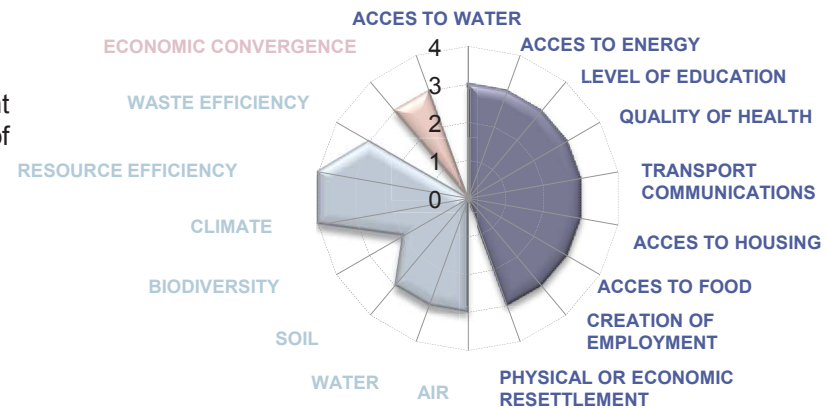 ACCES TO WATER
ECONOMIC CONVERGENCE
ACCES TO ENERGY
4
LEVEL OF EDUCATION
nt
of
WASTE EFFICIENCY
3
QUALITY OF HEALTH
2
RESOURCE EFFICIENCY
1
TRANSPORT
COMMUNICATIONS
0
CLIMATE
ACCES TO HOUSING
BIODIVERSITY
ACCES TO FOOD
SOIL
CREATION OF
EMPLOYMENT
WATER
AIR
PHYSICAL OR ECONOMIC
RESETTLEMENT